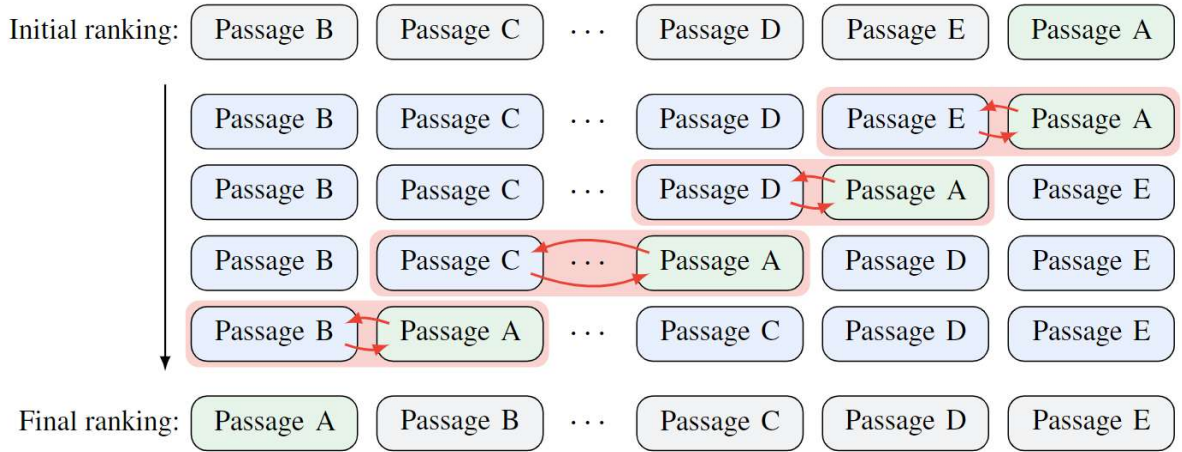 Initial ranking: Passage B Passage C ... Passage D Passage E Passage A
Passage B Passage C ... Passage D Passage E Passage A
Passage B Passage C ... Passage D Passage A Passage E
Passage B Passage C ... Passage A Passage D Passage E
Passage B Passage A ... Passage C Passage D Passage E
Final ranking: Passage A Passage B ... Passage C Passage D Passage E